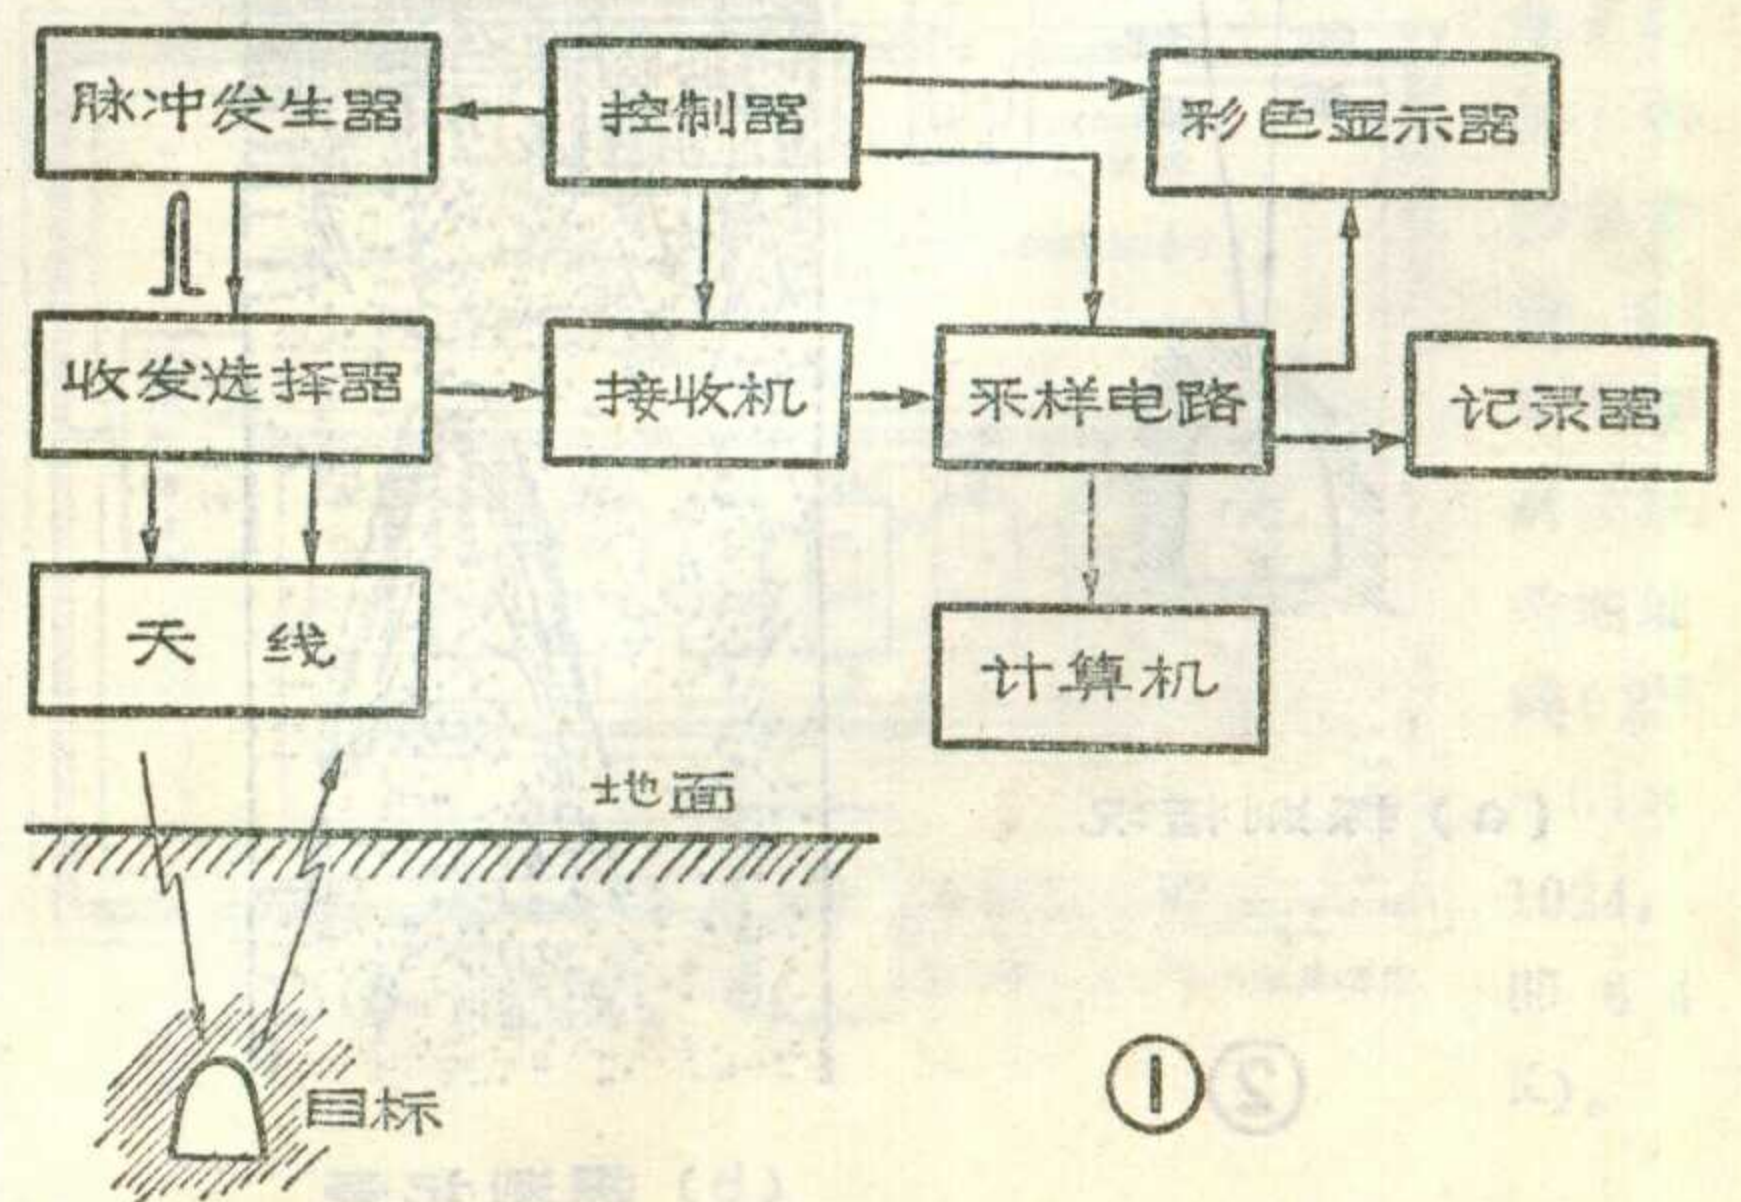 脉冲发生器
控制器
彩色显示器
收发选择器
接收机
采样电路
记录器
天 线
计算机
地面
目标
①